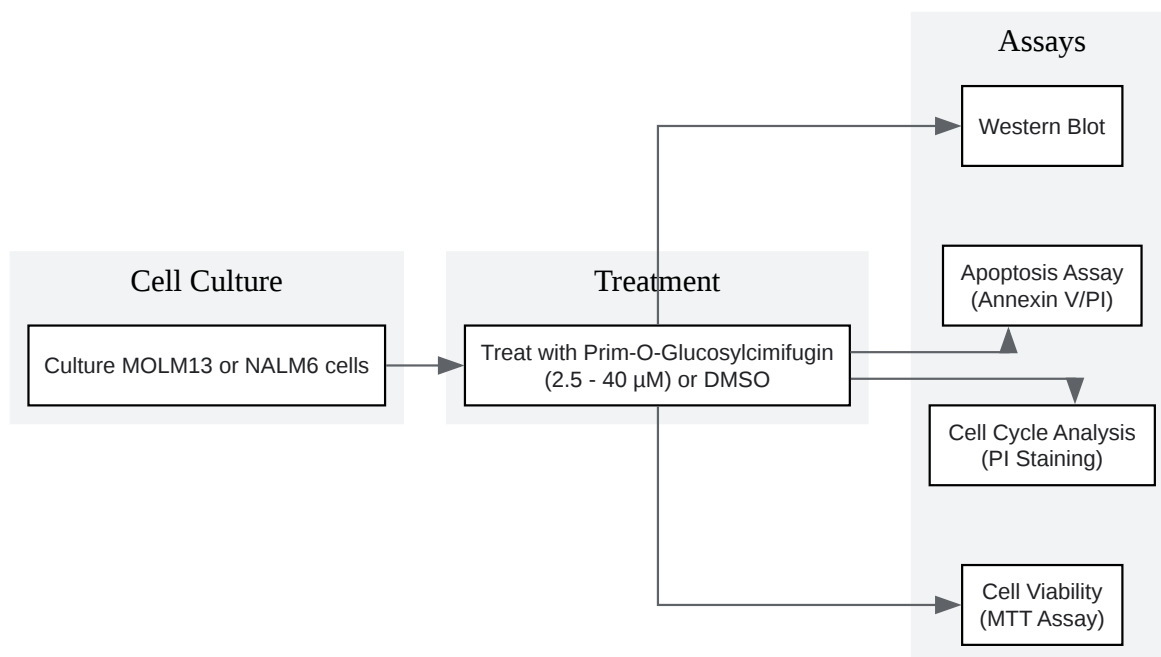 Cell Culture
Culture MOLM13 or NALM6 cells
Treatment
Treat with Prim-O-Glucosylcimifugin
(2.5 - 40 µM) or DMSO
Assays
Western Blot
Apoptosis Assay
(Annexin V/PI)
Cell Cycle Analysis
(PI Staining)
Cell Viability
(MTT Assay)